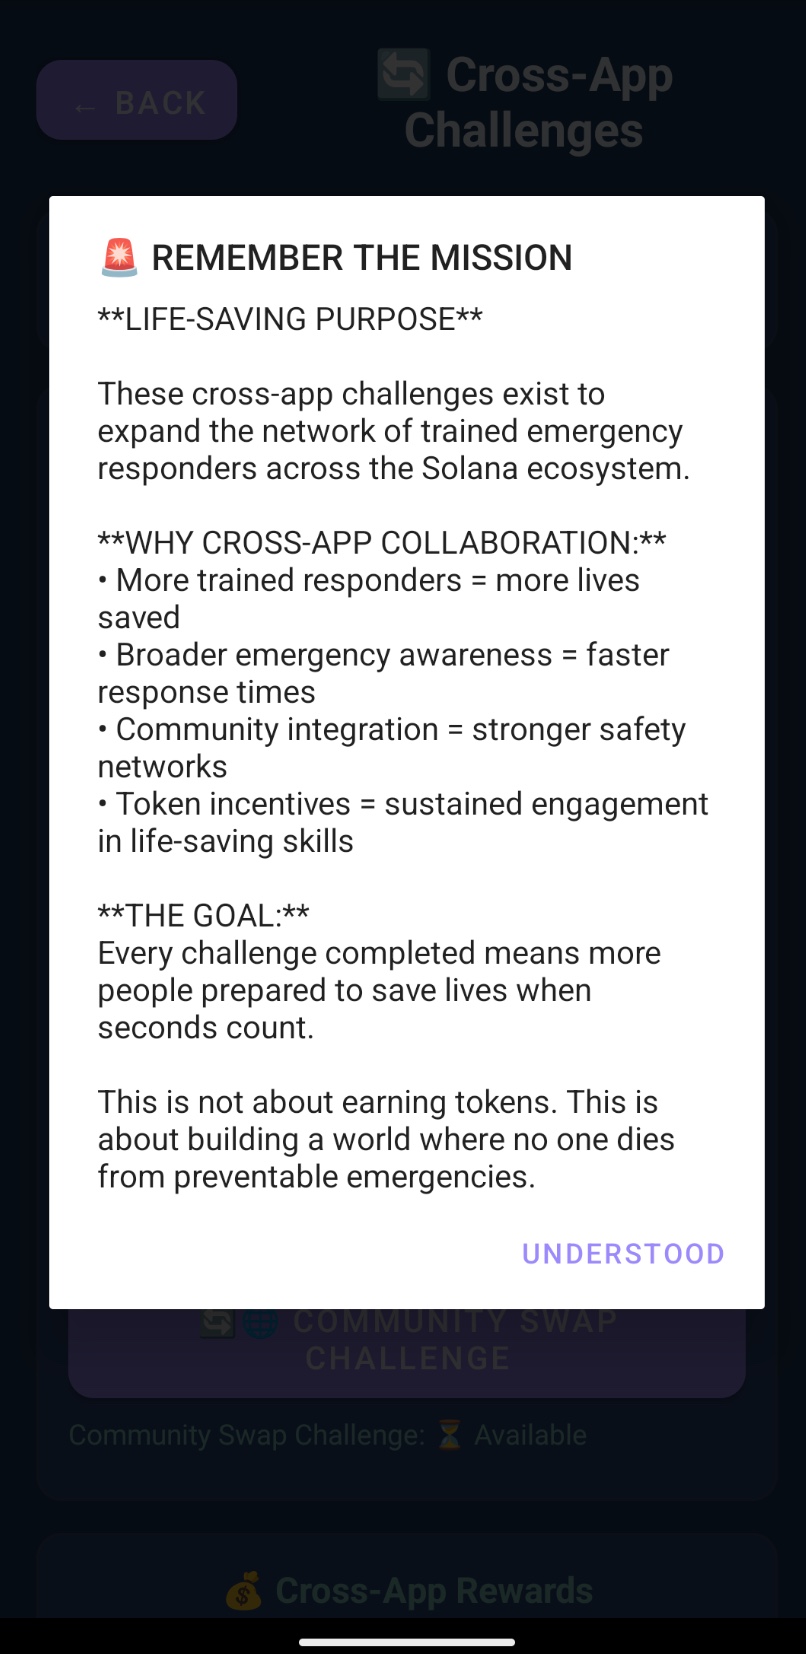 ← BACK
🔄 Cross-App
Challenges
🚨 REMEMBER THE MISSION
**LIFE-SAVING PURPOSE**
These cross-app challenges exist to
expand the network of trained emergency
responders across the Solana ecosystem.
**WHY CROSS-APP COLLABORATION:**
• More trained responders = more lives
saved
• Broader emergency awareness = faster
response times
• Community integration = stronger safety
networks
• Token incentives = sustained engagement
in life-saving skills
**THE GOAL:**
Every challenge completed means more
people prepared to save lives when
seconds count.
This is not about earning tokens. This is
about building a world where no one dies
from preventable emergencies.
UNDERSTOOD
🔄🌐 COMMUNITY SWAP
CHALLENGE
Community Swap Challenge: ⏳ Available
💰 Cross-App Rewards